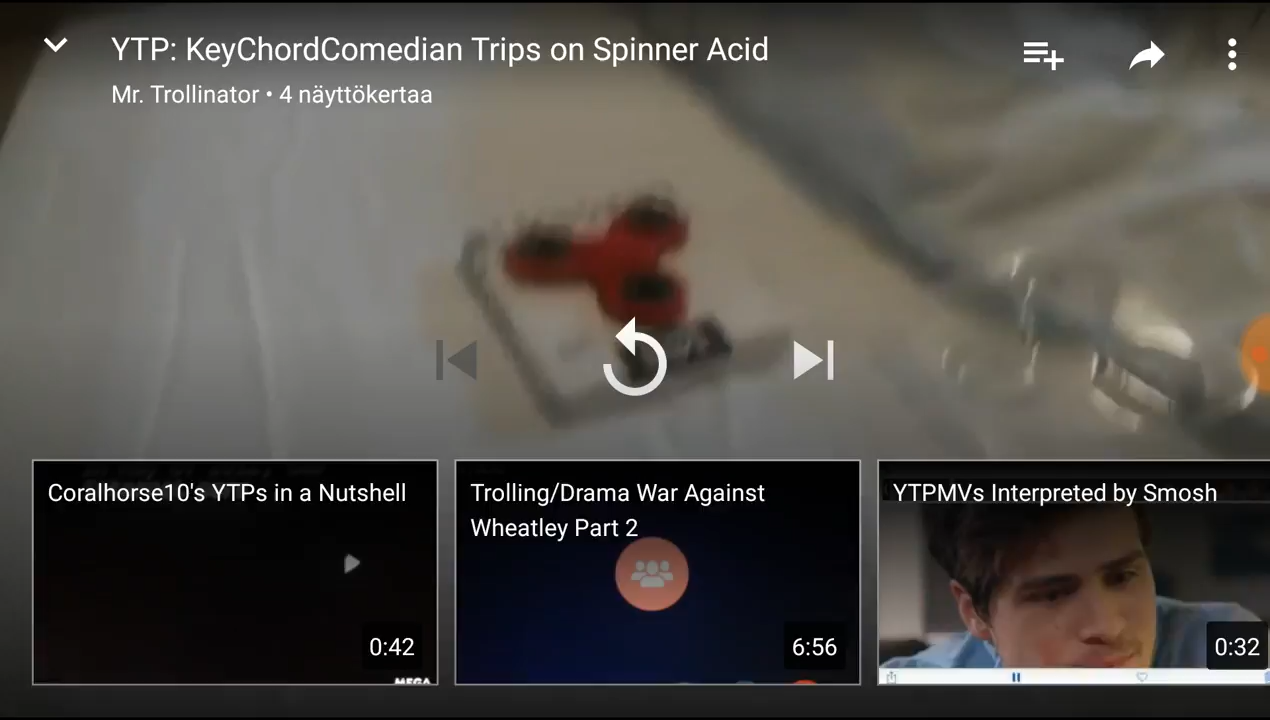 YTP: KeyChordComedian Trips on Spinner Acid
Mr. Trollinator • 4 näyttökertaa
Coralhorse10's YTPs in a Nutshell
0:42
MEGA
Trolling/Drama War Against
Wheatley Part 2
6:56
YTPMVs Interpreted by Smosh
0:32